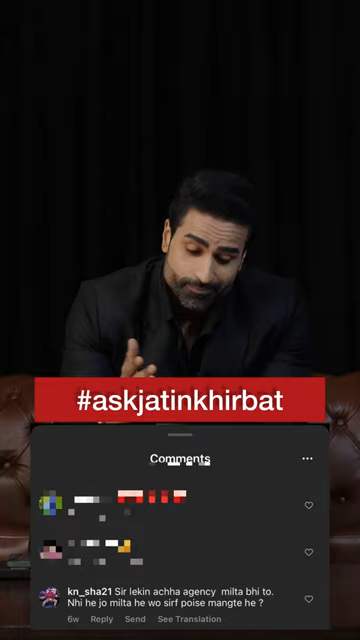 #askjatinkhirbat
Comments
kn_sha21 Sir lekin achha agency milta bhi to.
Nhi he jo milta he wo sirf poise mangte he ?
6w Reply Send See Translation